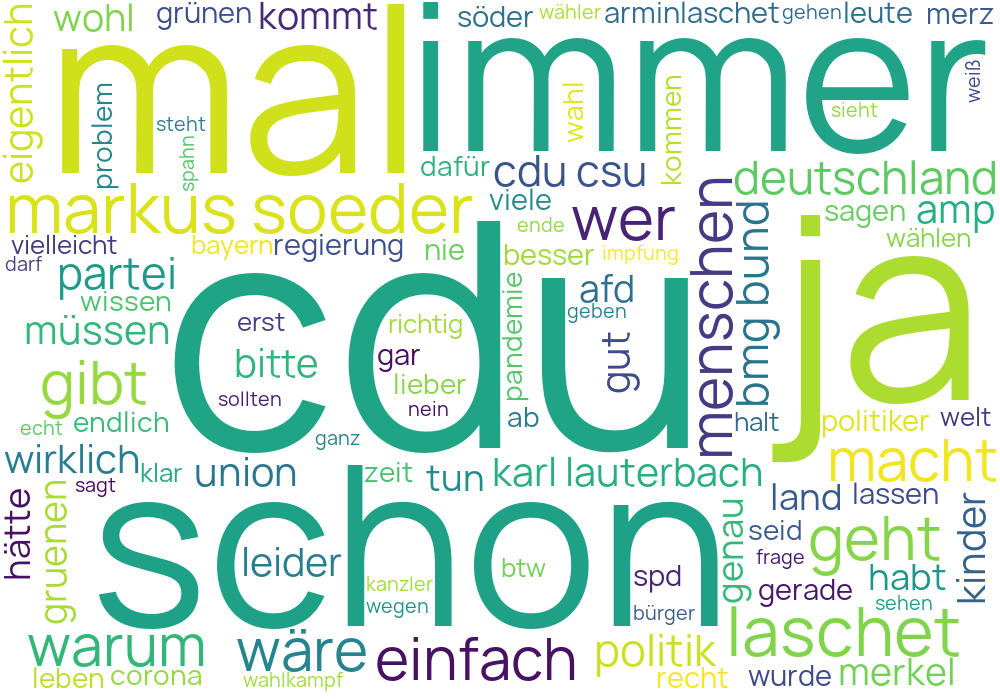 wohl
grünen
kommt
söder
wähler
arminlaschet
gehen
leute
merz
eigentlich
mal
immer
weiß
problem
steht
spahn
wahl
kommen
sieht
dafür
cdu csu
deutschland
markus soeder
viele
wer
menschen
bmg bund
sagen
amp
vielleicht
bayern
regierung
nie
ende
besser
impfung
wählen
darf
partei
cdu
ja
afd
wissen
pandemie
geben
müssen
erst
richtig
gut
bitte
gar
gibt
lieber
sollten
nein
echt
endlich
ab
halt
politiker
welt
ganz
wirklich
klar
union
zeit
tun
karl lauterbach
macht
sagt
hätte
gruenen
schon
genau
land
lassen
kinder
seid
geht
leider
btw
frage
kanzler
spd
gerade
habt
wegen
bürger
sehen
warum
wäre
einfach
politik
laschet
leben
corona
wahlkampf
recht
wurde
merkel